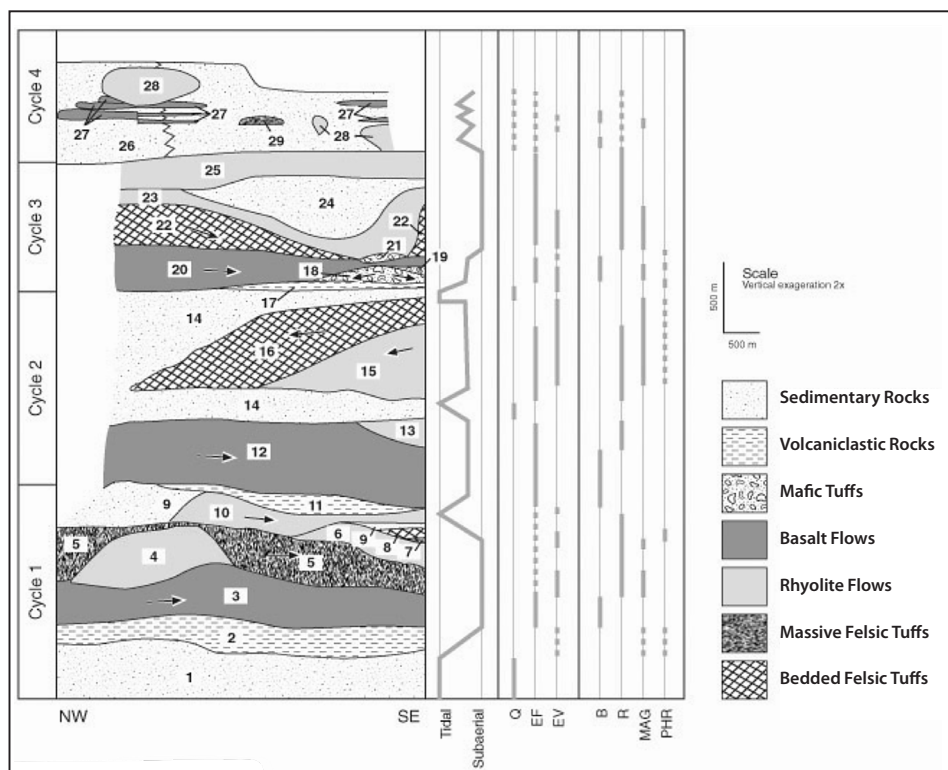 Cycle 4
Cycle 3
Cycle 2
Cycle 1
28
27
27
27
26
29
28
25
24
23
22
22
21
20
18
19
17
14
16
15
14
13
12
11
9
10
6
9
8
7
5
5
4
3
2
1
NW
SE
Tidal
Subaerial
Q
EF
EV
B
R
MAG
PHR
Scale
Vertical exageration 2x
500 m
500 m
Sedimentary Rocks
Volcaniclastic Rocks
Mafic Tuffs
Basalt Flows
Rhyolite Flows
Massive Felsic Tuffs
Bedded Felsic Tuffs